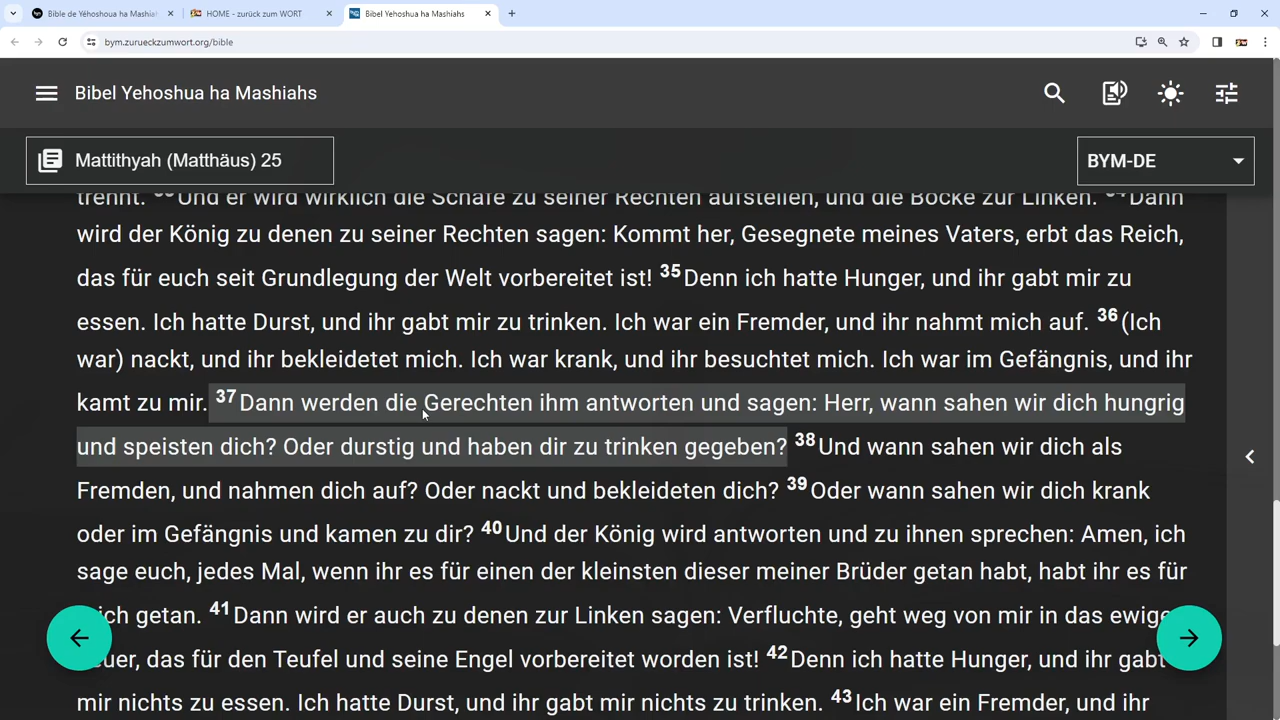 Bible de Yéhoshoua ha Mashia
HOME - zurück zum WORT
Bibel Yehoshua ha Mashiahs
bym.zurueckzumwort.org/bible
Bibel Yehoshua ha Mashiahs
Mattithyah (Matthäus) 25
BYM-DE
trennt. Und er wird wirklich die Schafe zu seiner Rechten aufstellen, und die Böcke zur Linken. 34 Dann
wird der König zu denen zu seiner Rechten sagen: Kommt her, Gesegnete meines Vaters, erbt das Reich,
das für euch seit Grundlegung der Welt vorbereitet ist! 35 Denn ich hatte Hunger, und ihr gabt mir zu
essen. Ich hatte Durst, und ihr gabt mir zu trinken. Ich war ein Fremder, und ihr nahmt mich auf. 36 (Ich
war) nackt, und ihr bekleidetet mich. Ich war krank, und ihr besuchtet mich. Ich war im Gefängnis, und ihr
kamt zu mir. 37 Dann werden die Gerechten ihm antworten und sagen: Herr, wann sahen wir dich hungrig
und speisten dich? Oder durstig und haben dir zu trinken gegeben? 38 Und wann sahen wir dich als
Fremden, und nahmen dich auf? Oder nackt und bekleideten dich? 39 Oder wann sahen wir dich krank
oder im Gefängnis und kamen zu dir? 40 Und der König wird antworten und zu ihnen sprechen: Amen, ich
sage euch, jedes Mal, wenn ihr es für einen der kleinsten dieser meiner Brüder getan habt, habt ihr es für
ich getan. 41 Dann wird er auch zu denen zur Linken sagen: Verfluchte, geht weg von mir in das ewige
euer, das für den Teufel und seine Engel vorbereitet worden ist! 42 Denn ich hatte Hunger, und ihr gabt
mir nichts zu essen. Ich hatte Durst, und ihr gabt mir nichts zu trinken. 43 Ich war ein Fremder, und ihr